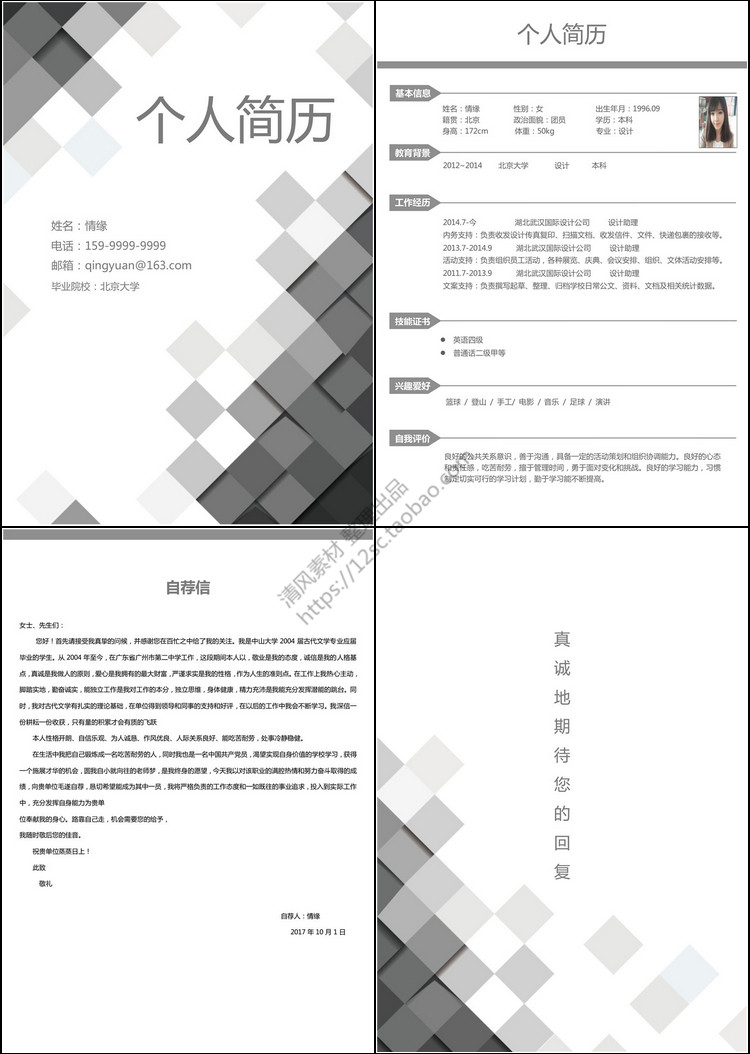 个人简历
姓名：情缘
电话：159-9999-9999
邮箱：qingyuan@163.com
毕业院校：北京大学
个人简历
基本信息
姓名：情缘 性别：女 出生年月：1996.09
籍贯：北京 政治面貌：团员 学历：本科
身高：172cm 体重：50kg 专业：设计
教育背景
2012~2014 北京大学 设计 本科
工作经历
2014.7-今 湖北武汉国际设计公司 设计助理
内务支持：负责收发设计传真复印、扫描文档、收发信件、文件、快递包裹的接收等。
2013.7-2014.9 湖北武汉国际设计公司 设计助理
活动支持：负责组织员工活动，各种展览、庆典、会议安排、组织、文体活动安排等。
2011.7-2013.9 湖北武汉国际设计公司 设计助理
文案支持：负责撰写起草、整理、归档学校日常公文、资料、文档及相关统计数据。
技能证书
● 英语四级
● 普通话二级甲等
兴趣爱好
篮球 / 登山 / 手工/ 电影 / 音乐 / 足球 / 演讲
自我评价
良好的公共关系意识，善于沟通，具备一定的活动策划和组织协调能力。良好的心态
和责任感，吃苦耐劳，擅于管理时间，勇于面对变化和挑战。良好的学习能力，习惯
制定切实可行的学习计划，勤于学习能不断提高。
自荐信
女士、先生们：
您好！首先请接受我真挚的问候，并感谢您在百忙之中给了我的关注。我是中山大学 2004 届古代文学专业应届
毕业的学生。从 2004 年至今，在广东省广州市第二中学工作，这段期间本人以，敬业是我的态度，诚信是我的人格基
点，真诚是我做人的原则，爱心是我拥有的最大财富，严谨求实是我的性格，作为人生的准则点。在工作上我热心主动，
脚踏实地，勤奋诚实，能独立工作是我对工作的本分，独立思维，身体健康，精力充沛是我能充分发挥潜能的跳台。同
时，我对古代文学有扎实的理论基础，在单位得到领导和同事的支持和好评，在以后的工作中我会不断学习。我深信一
份耕耘一份收获，只有量的积累才会有质的飞跃
本人性格开朗、自信乐观、为人诚恳、作风优良、人际关系良好、能吃苦耐劳，处事冷静稳健。
在生活中我把自己锻炼成一名吃苦耐劳的人，同时我也是一名中国共产党员，渴望实现自身价值的学校学习，获得
一个施展才华的机会，圆我自小就向往的老师梦，是我终身的愿望，今天我以对该职业的满腔热情和努力奋斗取得的成
绩，向贵单位毛遂自荐，恳切希望能成为其中一员，我将严格负责的工作态度和一如既往的事业追求，投入到实际工作
中，充分发挥自身能力为贵单
位奉献我的身心。路靠自己走，机会需要您的给予，
我随时敬后您的佳音。
祝贵单位蒸蒸日上！
此致
敬礼
自荐人：情缘
2017 年 10 月 1 日
真诚地期待您的回复
清风素材 整理出品
https://12sc.taobao.com